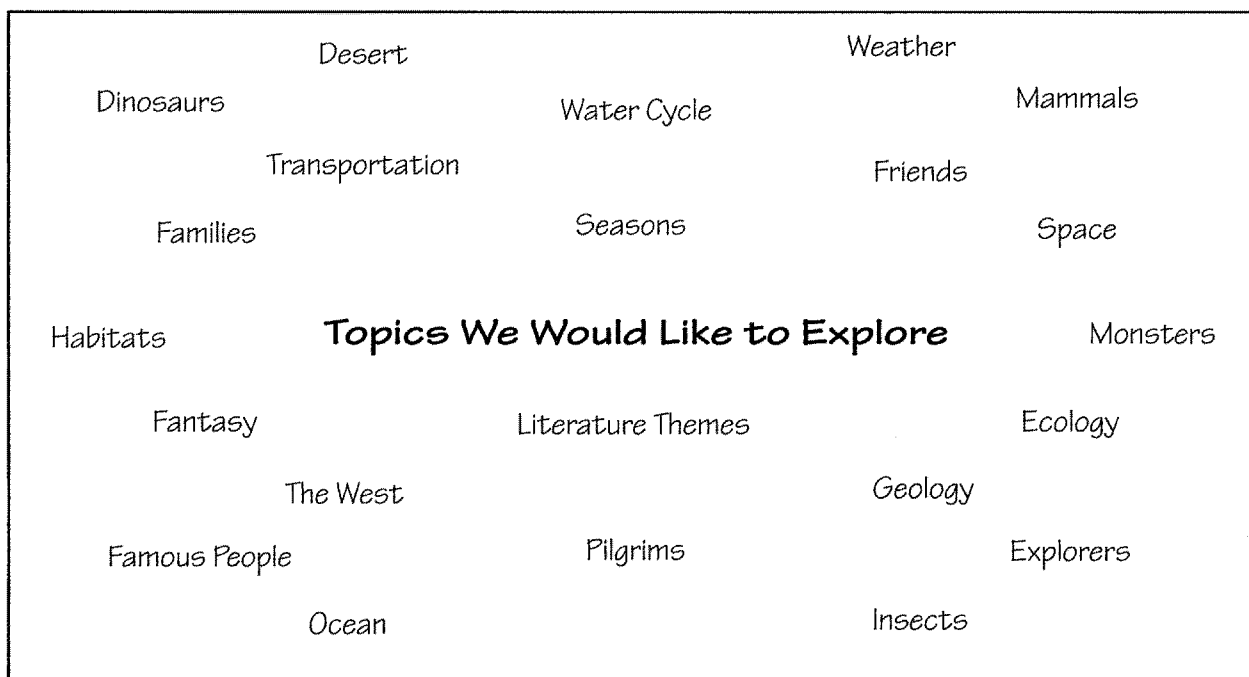 Desert
Weather
Dinosaurs
Water Cycle
Mammals
Transportation
Friends
Families
Seasons
Space
Habitats
Topics We Would Like to Explore
Monsters
Fantasy
Literature Themes
Ecology
The West
Geology
Famous People
Pilgrims
Explorers
Ocean
Insects